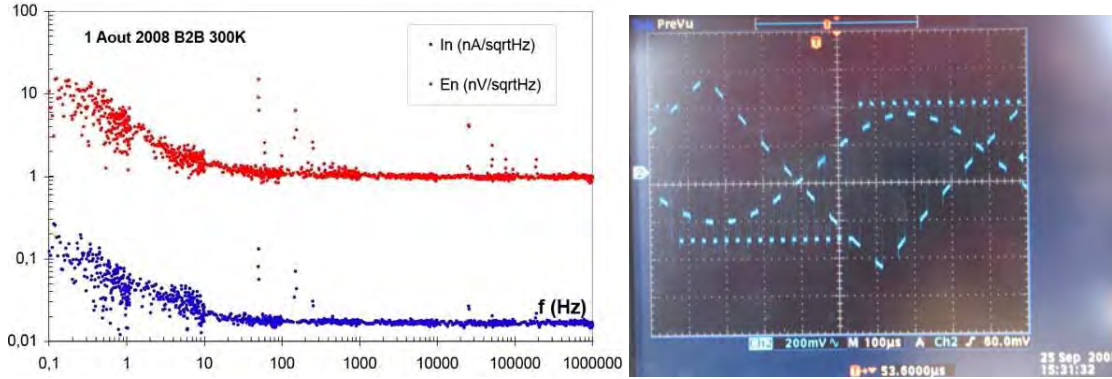 100
1 Aout 2008 B2B 300K
In (nA/sqrtHz)
En (nV/sqrtHz)
10
1
0,1
0,01
f (Hz)
0,1 1 10 100 1000 10000 100000 1000000
PreVu
200mV M 100µs A Ch2 60.0mV
53.6000µs
25 Sep 200
15:31:32